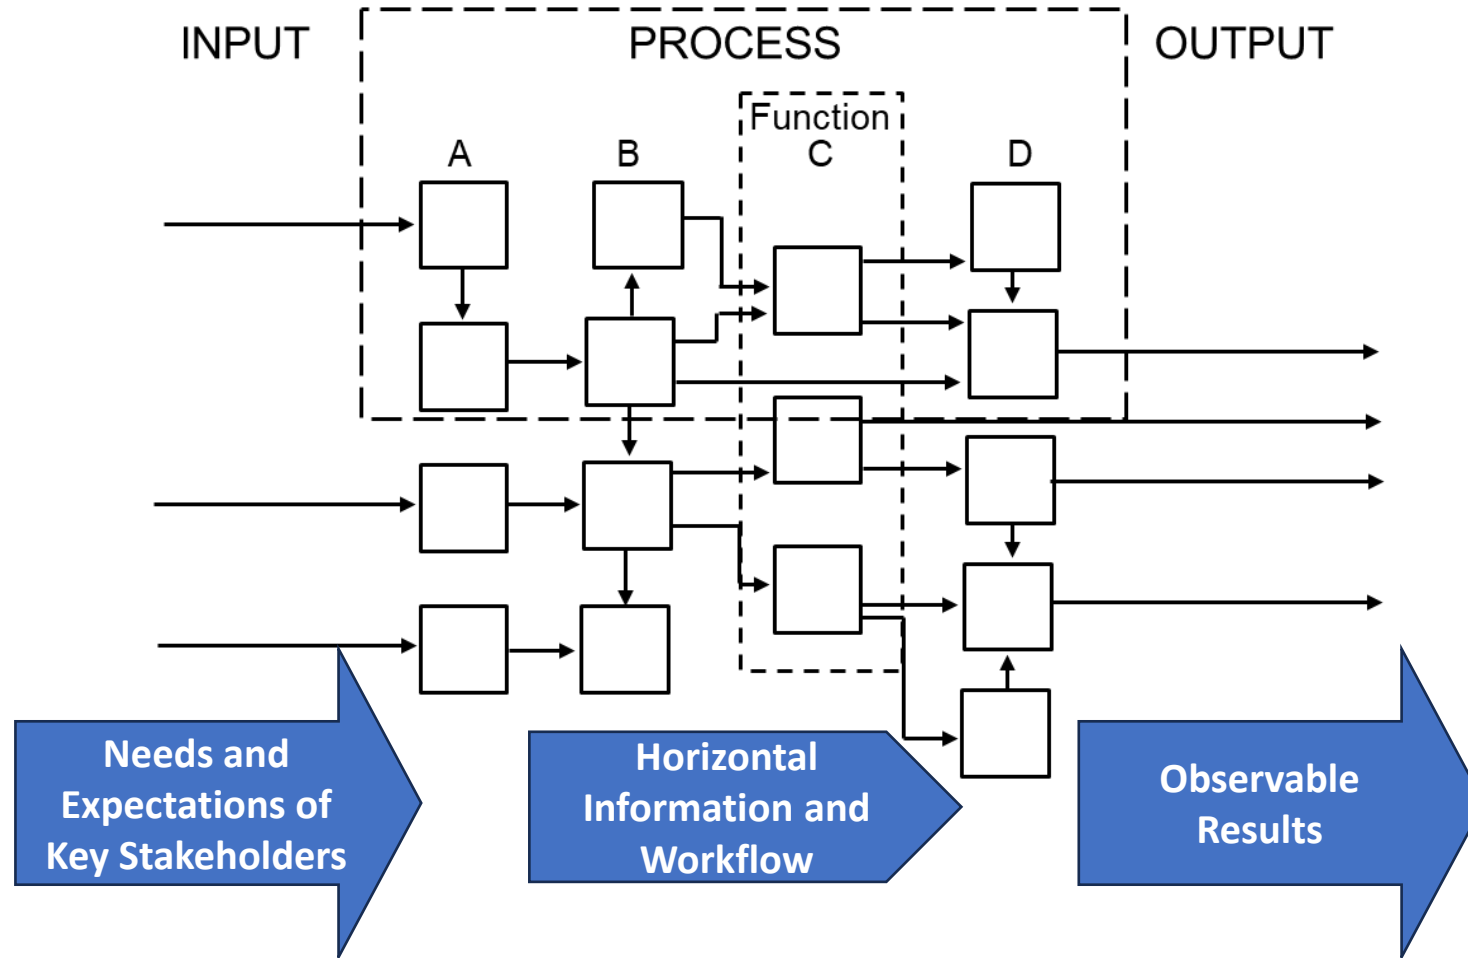 INPUT
PROCESS
OUTPUT
Function
A
B
C
D
Needs and
Expectations of
Key Stakeholders
Horizontal
Information and
Workflow
Observable
Results